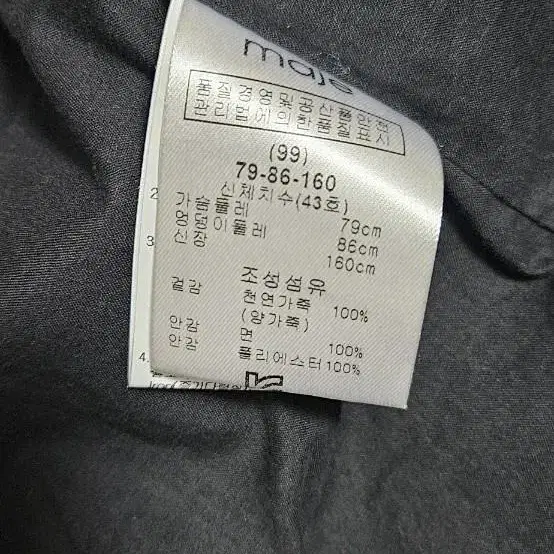 maje
품질경영및공산품안전
관리법에의한품질표시
(99)
79-86-160
신체치수(43호)
가슴둘레 79cm
엉덩이둘레 86cm
신장 160cm
조성섬유
겉감 천연가죽 100%
(양가죽)
안감 면 100%
안감 폴리에스터 100%
2
3
4.